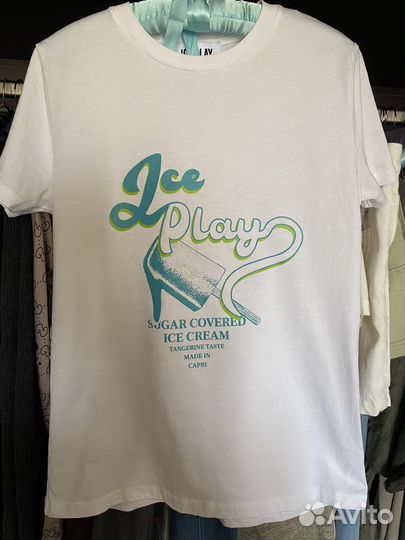 Ice
Play
SUGAR COVERED
ICE CREAM
TANGERINE TASTE
MADE IN
CAPRI
Avito